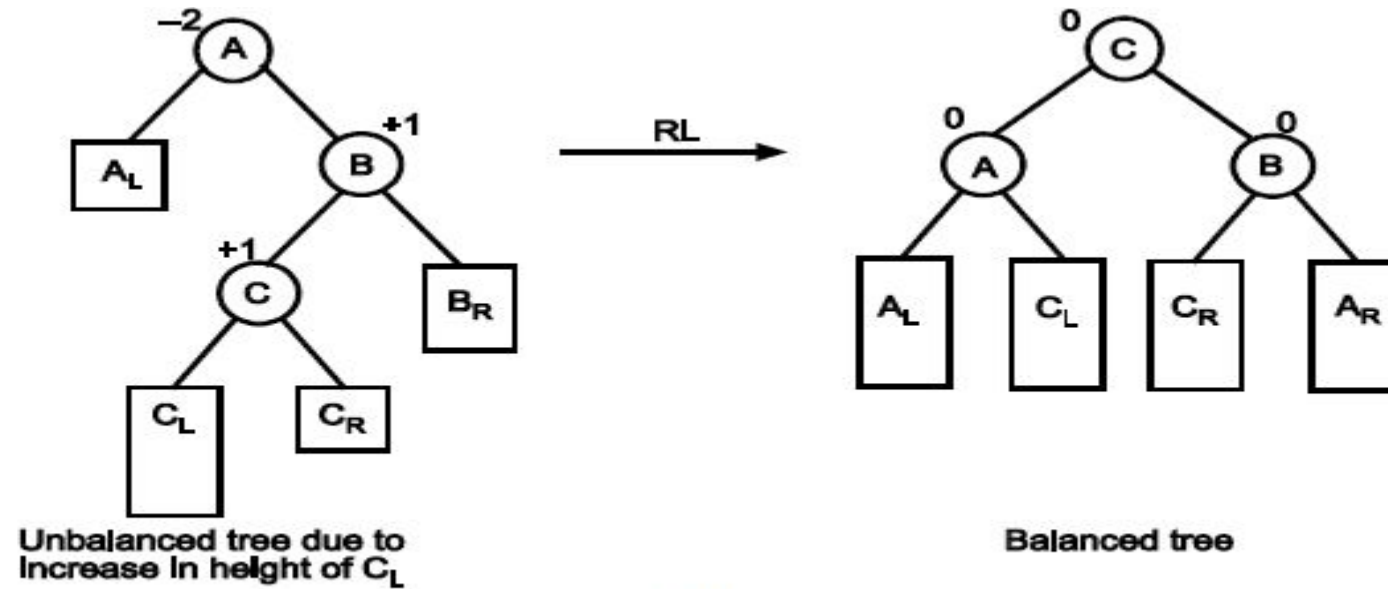 –2
A
0
C
+1
B
A_L
RL
0
A
0
B
+1
C
B_R
A_L
C_L
C_R
A_R
C_L
C_R
Unbalanced tree due to
Increase in height of C_L
Balanced tree